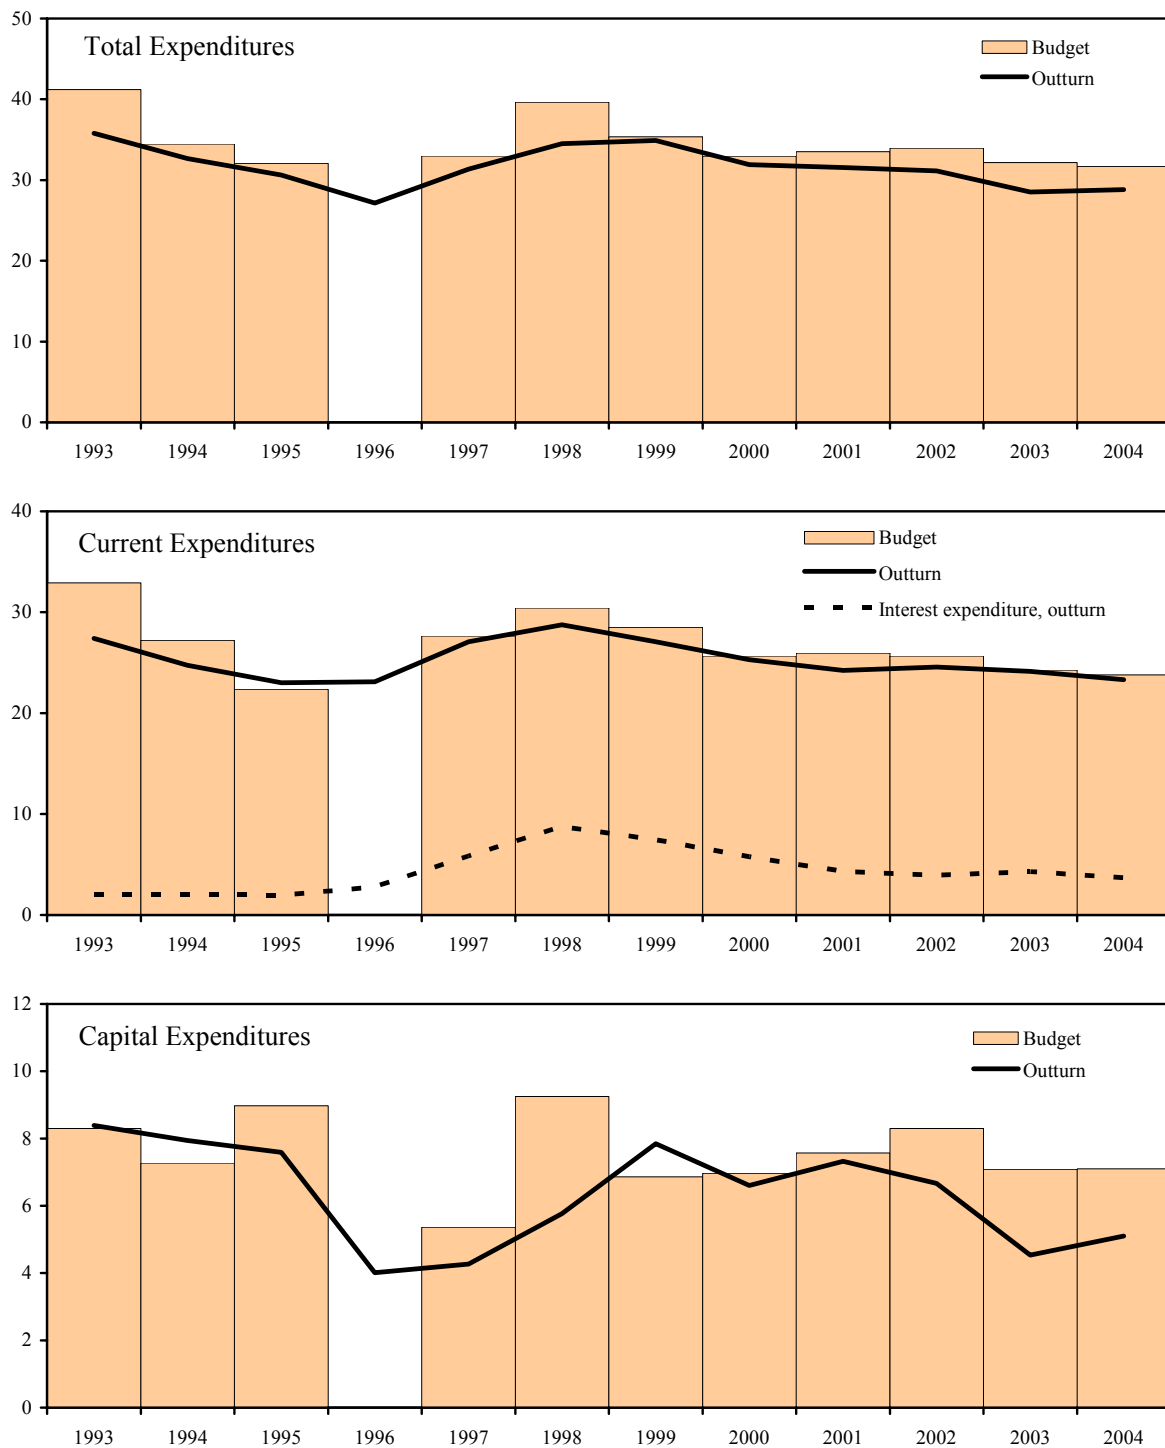 Total Expenditures
Budget
Outturn
50
40
30
20
10
0
1993 1994 1995 1996 1997 1998 1999 2000 2001 2002 2003 2004
Current Expenditures
Budget
Outturn
Interest expenditure, outturn
40
30
20
10
0
1993 1994 1995 1996 1997 1998 1999 2000 2001 2002 2003 2004
Capital Expenditures
Budget
Outturn
12
10
8
6
4
2
0
1993 1994 1995 1996 1997 1998 1999 2000 2001 2002 2003 2004